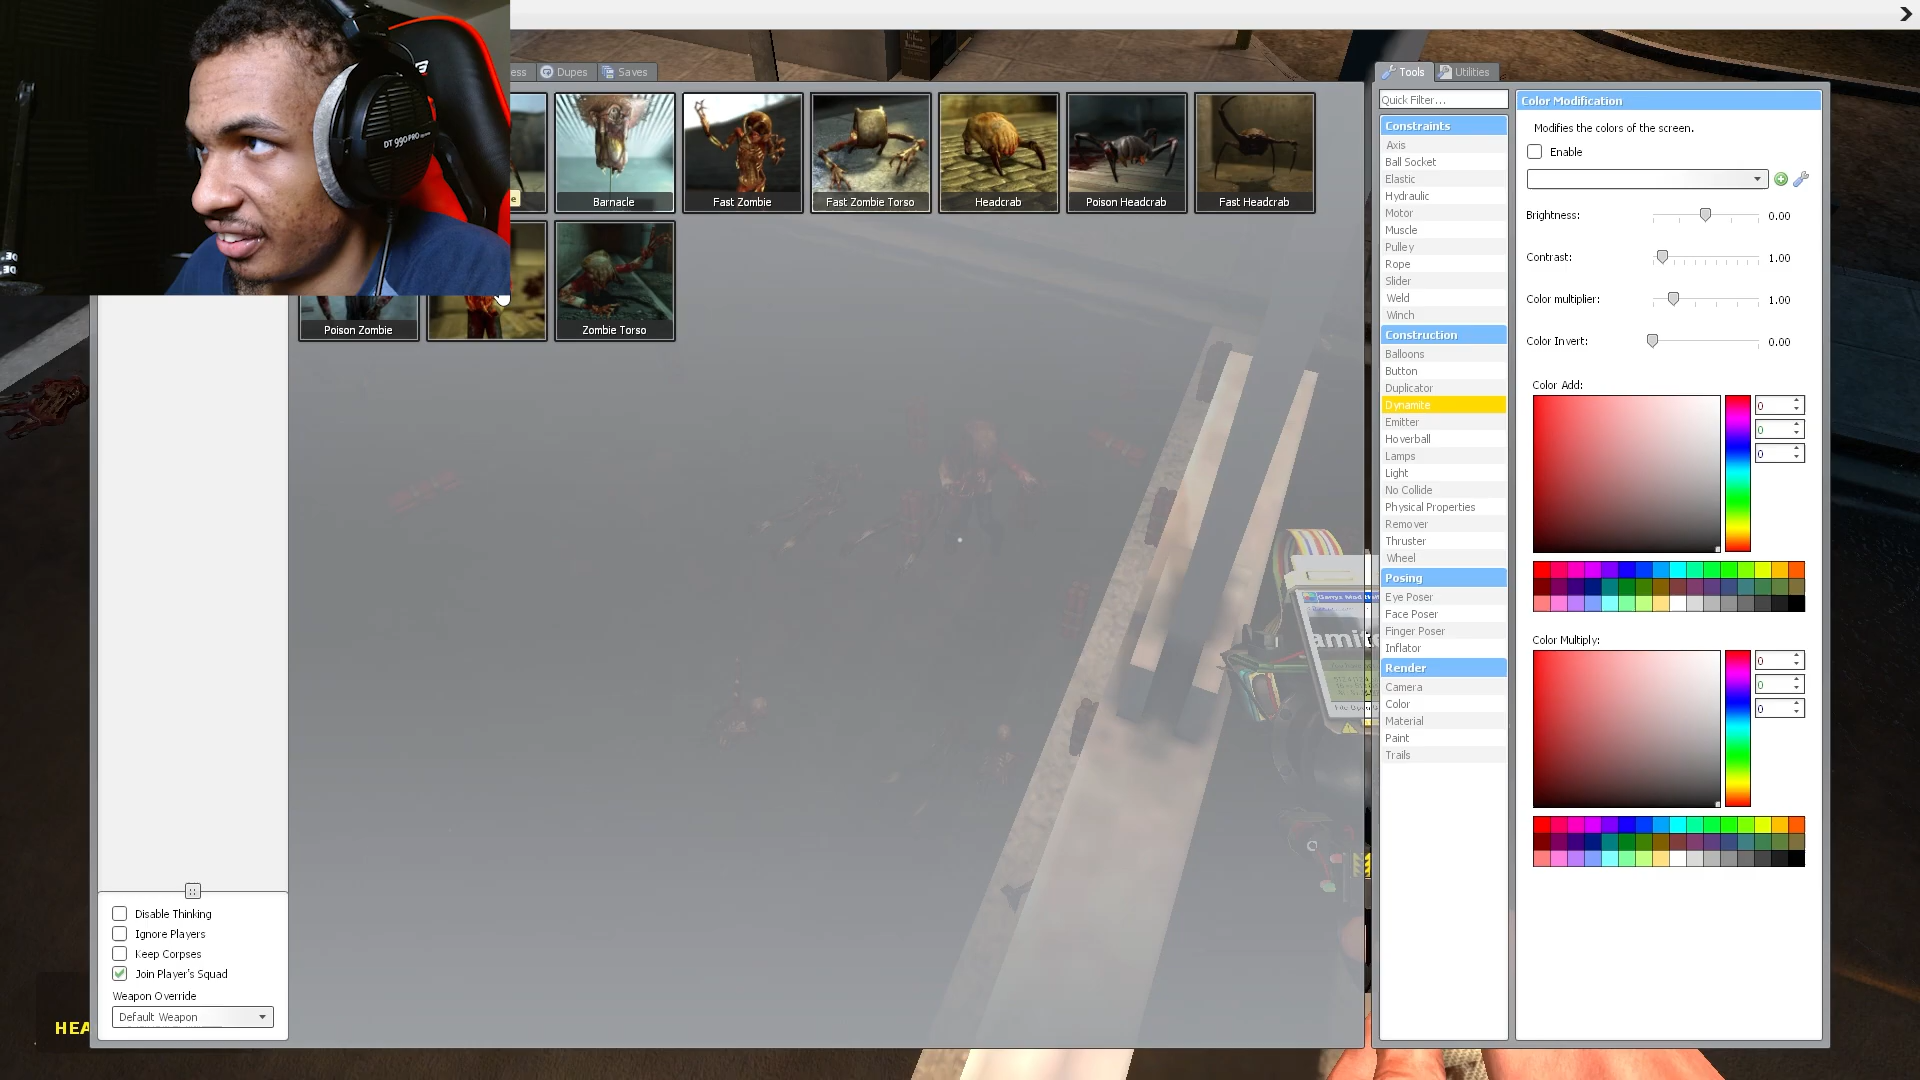 ess
Dupes
Saves
Tools
Utilities
DT 990 PRO
e
Barnacle
Fast Zombie
Fast Zombie Torso
Headcrab
Poison Headcrab
Fast Headcrab
Poison Zombie
Zombie Torso
Quick Filter...
Constraints
Axis
Ball Socket
Elastic
Hydraulic
Motor
Muscle
Pulley
Rope
Slider
Weld
Winch
Construction
Balloons
Button
Duplicator
Dynamite
Emitter
Hoverball
Lamps
Light
No Collide
Physical Properties
Remover
Thruster
Wheel
Posing
Eye Poser
Face Poser
Finger Poser
Inflator
Render
Camera
Color
Material
Paint
Trails
Color Modification
Modifies the colors of the screen.
Enable
Brightness: 0.00
Contrast: 1.00
Color multiplier: 1.00
Color Invert: 0.00
Color Add:
0
0
0
Color Multiply:
0
0
0
amite
Disable Thinking
Ignore Players
Keep Corpses
Join Player's Squad
Weapon Override
Default Weapon
HEA